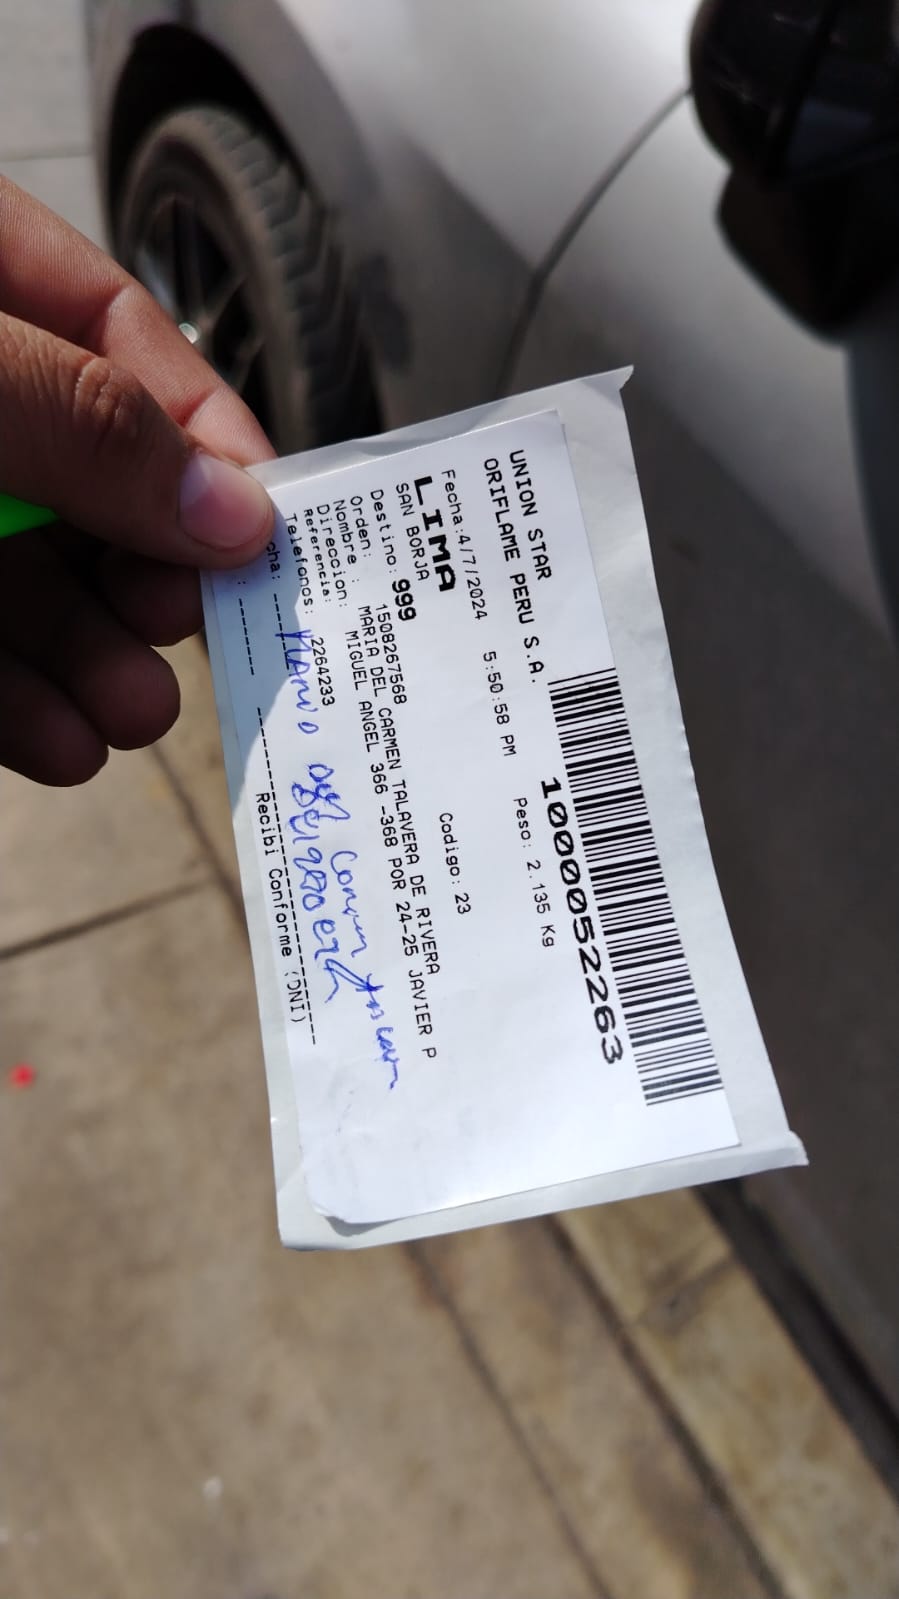 UNION STAR
ORIFLAME PERU S.A.
1000052263
Fecha:4/7/2024 5:50:58 PM Peso: 2.135 Kg
LIMA
SAN BORJA Codigo: 23
Destino: 999
Orden: 1508267568
Nombre : MARIA DEL CARMEN TALAVERA DE RIVERA
Direccion: MIGUEL ANGEL 366 -368 POR 24-25 JAVIER P
Referencia:
Telefonos: 2264233
cha: --------
: -------- --------------------------------
Recibi Conforme (DNI)